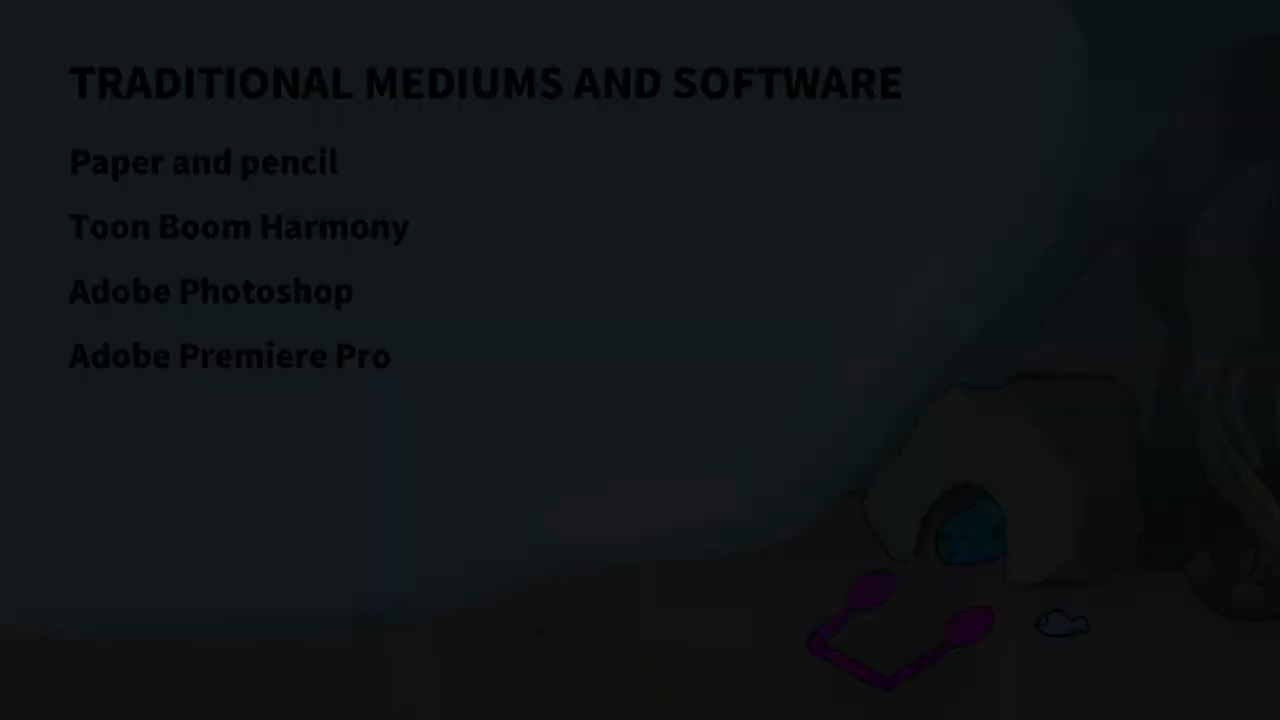 TRADITIONAL MEDIUMS AND SOFTWARE
Paper and pencil
Toon Boom Harmony
Adobe Photoshop
Adobe Premiere Pro